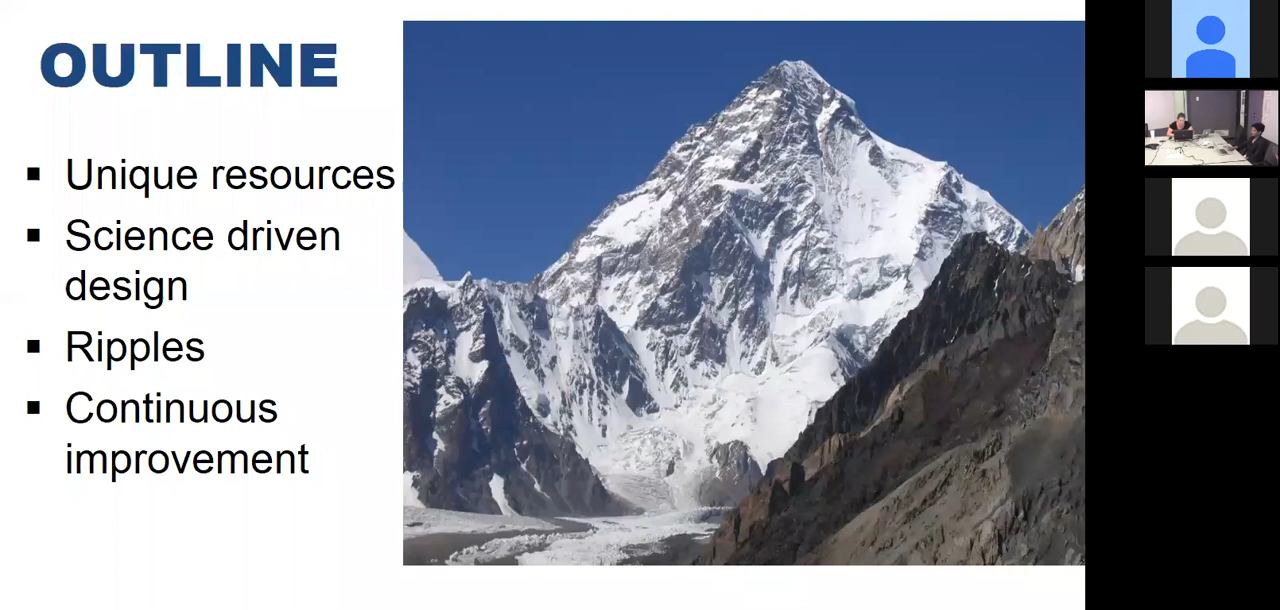 OUTLINE
Unique resources
Science driven
design
Ripples
Continuous
improvement